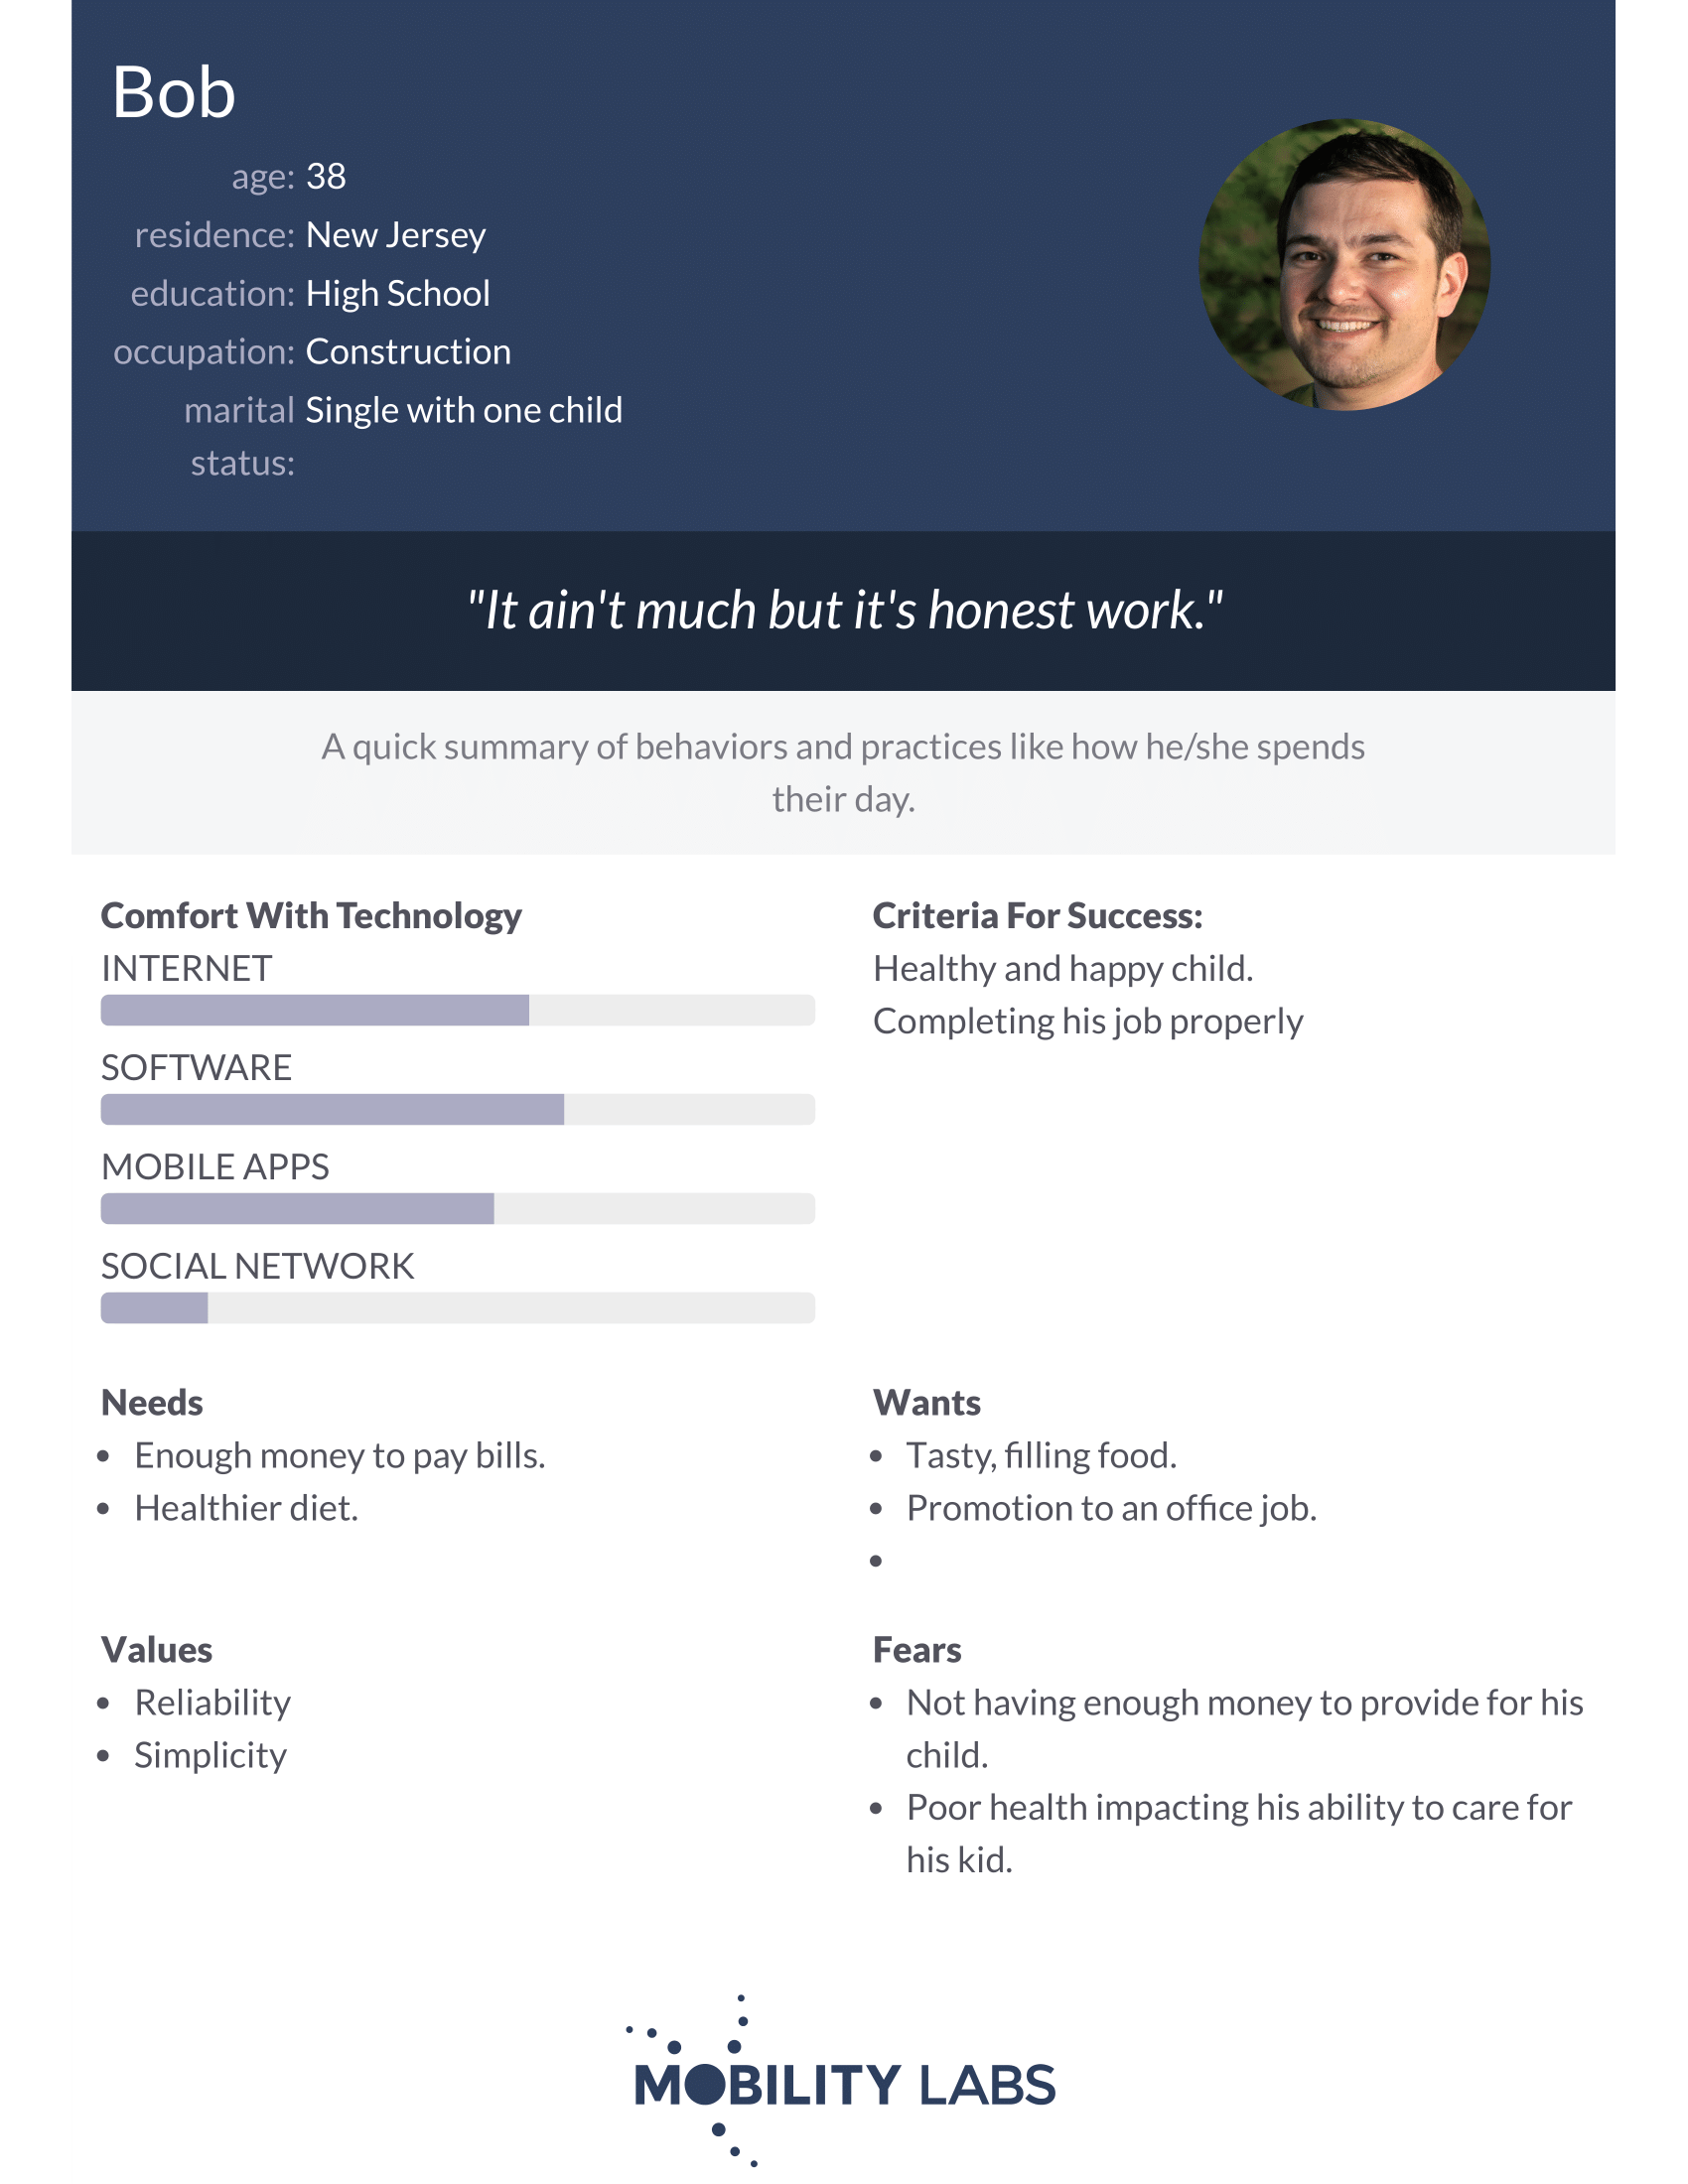 Bob
age: 38
residence: New Jersey
education: High School
occupation: Construction
marital Single with one child
status:
"It ain't much but it's honest work."
A quick summary of behaviors and practices like how he/she spends
their day.
Comfort With Technology
INTERNET
SOFTWARE
MOBILE APPS
SOCIAL NETWORK
Criteria For Success:
Healthy and happy child.
Completing his job properly
Needs
• Enough money to pay bills.
• Healthier diet.
Wants
• Tasty, filling food.
• Promotion to an office job.
•
Values
• Reliability
• Simplicity
Fears
• Not having enough money to provide for his
child.
• Poor health impacting his ability to care for
his kid.
MOBILITY LABS